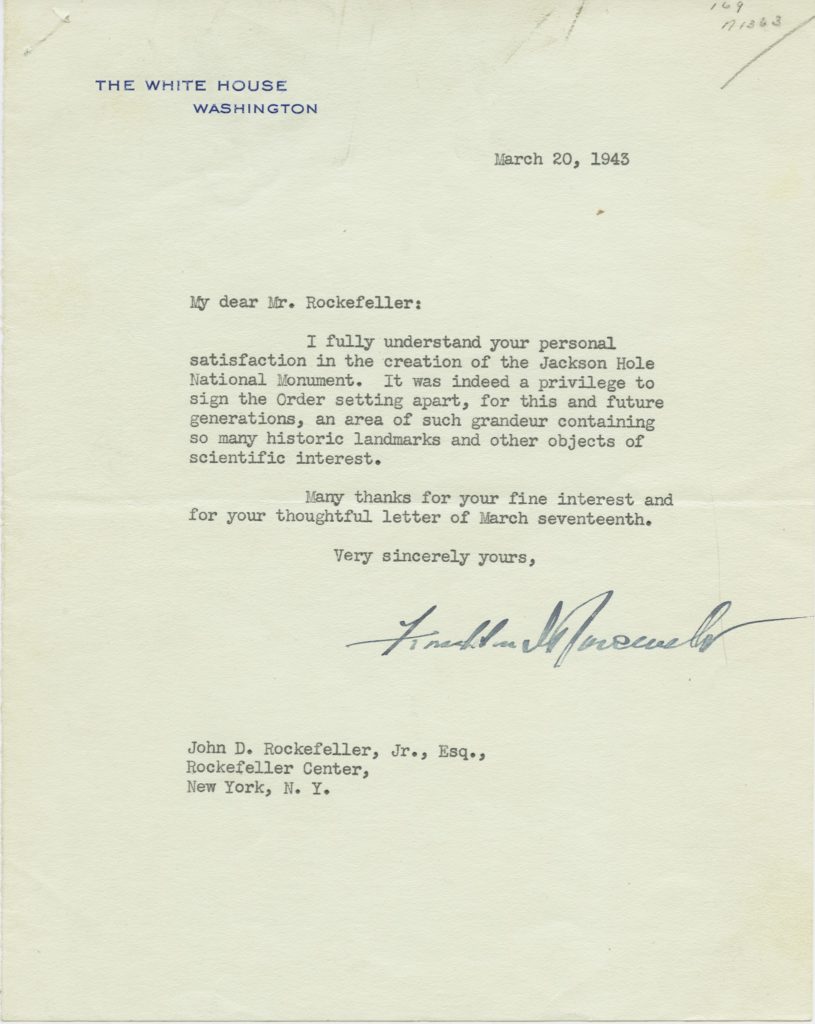 169
THE WHITE HOUSE
WASHINGTON
March 20, 1943
My dear Mr. Rockefeller:
I fully understand your personal
satisfaction in the creation of the Jackson Hole
National Monument. It was indeed a privilege to
sign the Order setting apart, for this and future
generations, an area of such grandeur containing
so many historic landmarks and other objects of
scientific interest.
Many thanks for your fine interest and
for your thoughtful letter of March seventeenth.
Very sincerely yours,
Franklin D Roosevelt
John D. Rockefeller, Jr., Esq.,
Rockefeller Center,
New York, N. Y.